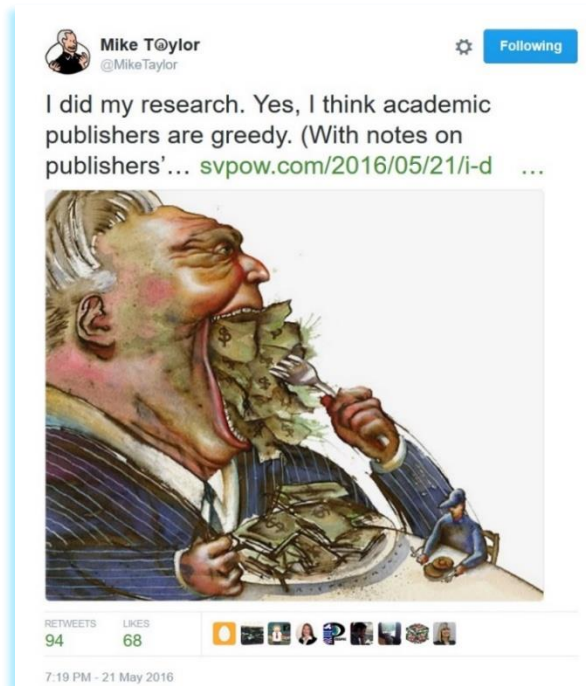 Mike T@ylor
@MikeTaylor
Following
I did my research. Yes, I think academic
publishers are greedy. (With notes on
publishers’… svpow.com/2016/05/21/i-d …
RETWEETS LIKES
94 68
7:19 PM - 21 May 2016